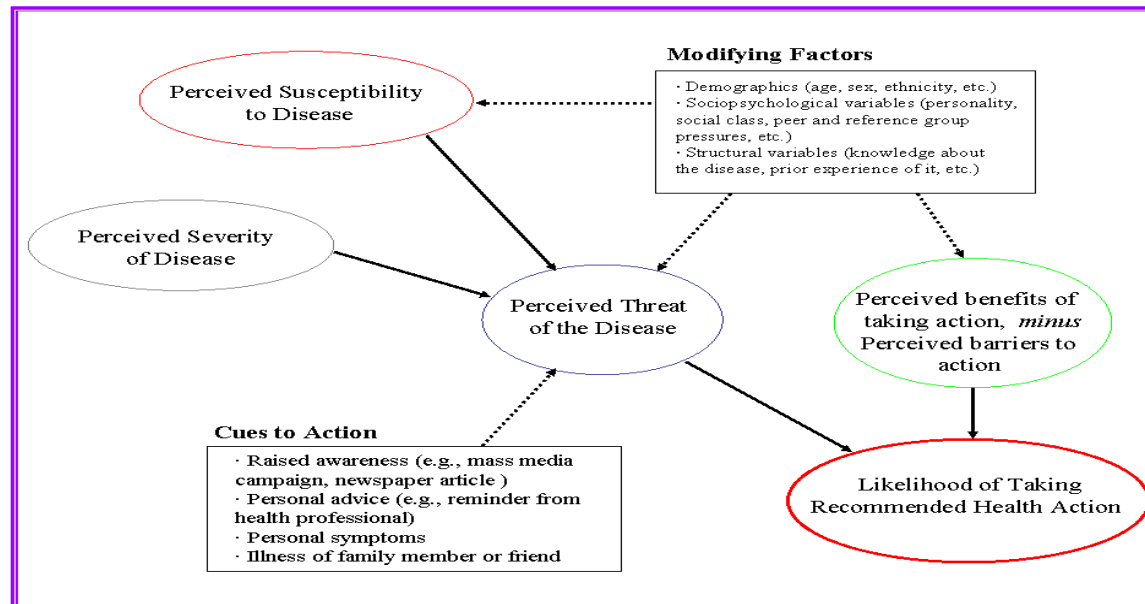 Modifying Factors
· Demographics (age, sex, ethnicity, etc.)
· Sociopsychological variables (personality,
social class, peer and reference group
pressures, etc.)
· Structural variables (knowledge about
the disease, prior experience of it, etc.)
Perceived Susceptibility
to Disease
Perceived Severity
of Disease
Perceived Threat
of the Disease
Perceived benefits of
taking action, minus
Perceived barriers to
action
Cues to Action
· Raised awareness (e.g., mass media
campaign, newspaper article )
· Personal advice (e.g., reminder from
health professional)
· Personal symptoms
· Illness of family member or friend
Likelihood of Taking
Recommended Health Action